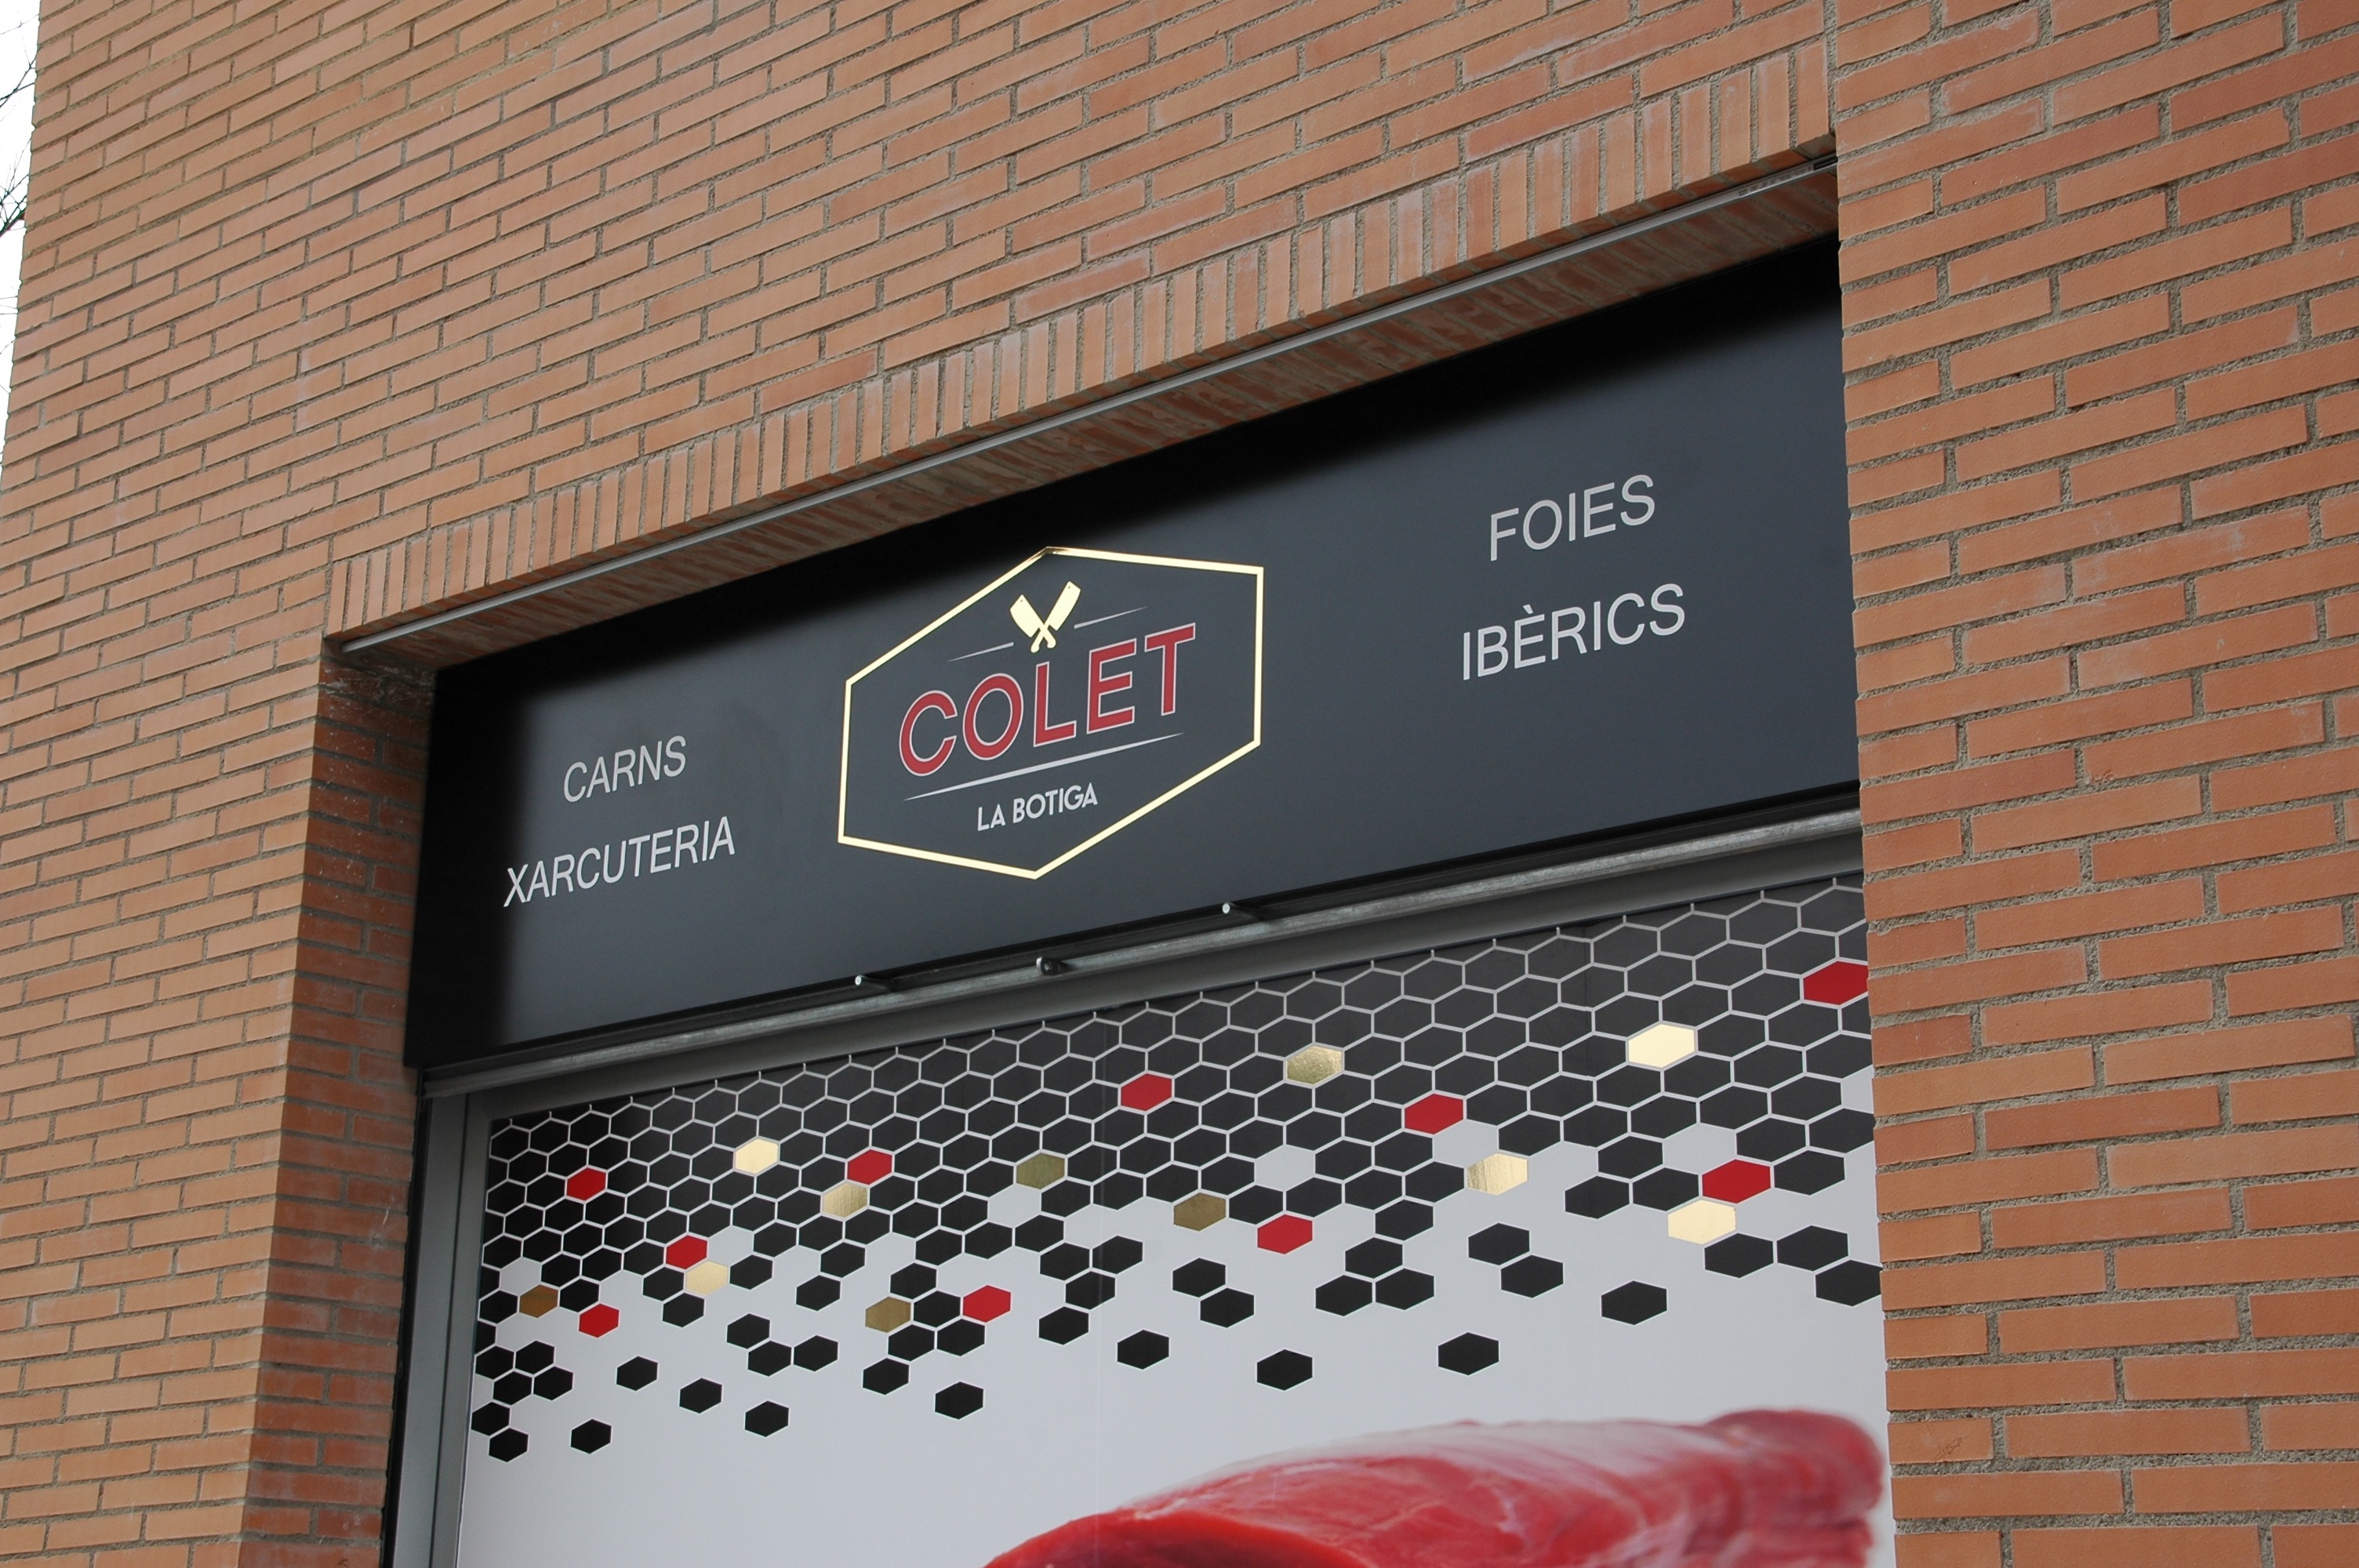 CARNS
XARCUTERIA
COLET
LA BOTIGA
FOIES
IBÈRICS